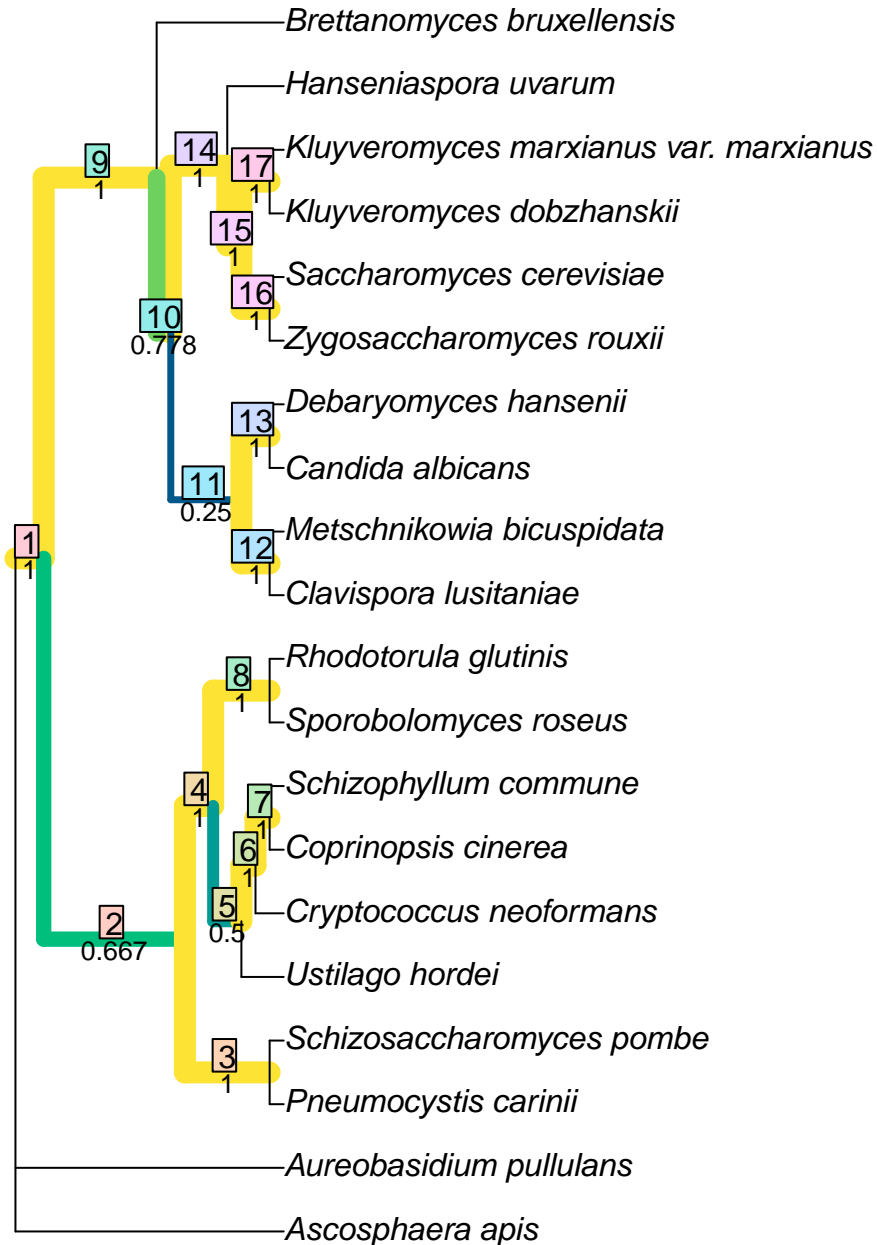 Brettanomyces bruxellensis
Hanseniaspora uvarum
14
Kluyveromyces marxianus var. marxianus
9
17
1
1
1
Kluyveromyces dobzhanskii
15
1
Saccharomyces cerevisiae
16
10
1
0.778
Zygosaccharomyces rouxii
Debaryomyces hansenii
13
1
Candida albicans
11
0.25
Metschnikowia bicuspidata
1
12
1
1
Clavispora lusitaniae
Rhodotorula glutinis
8
1
Sporobolomyces roseus
Schizophyllum commune
4
7
1
1
Coprinopsis cinerea
6
1
5
Cryptococcus neoformans
2
0.5
0.667
Ustilago hordei
Schizosaccharomyces pombe
3
1
Pneumocystis carinii
Aureobasidium pullulans
Ascosphaera apis